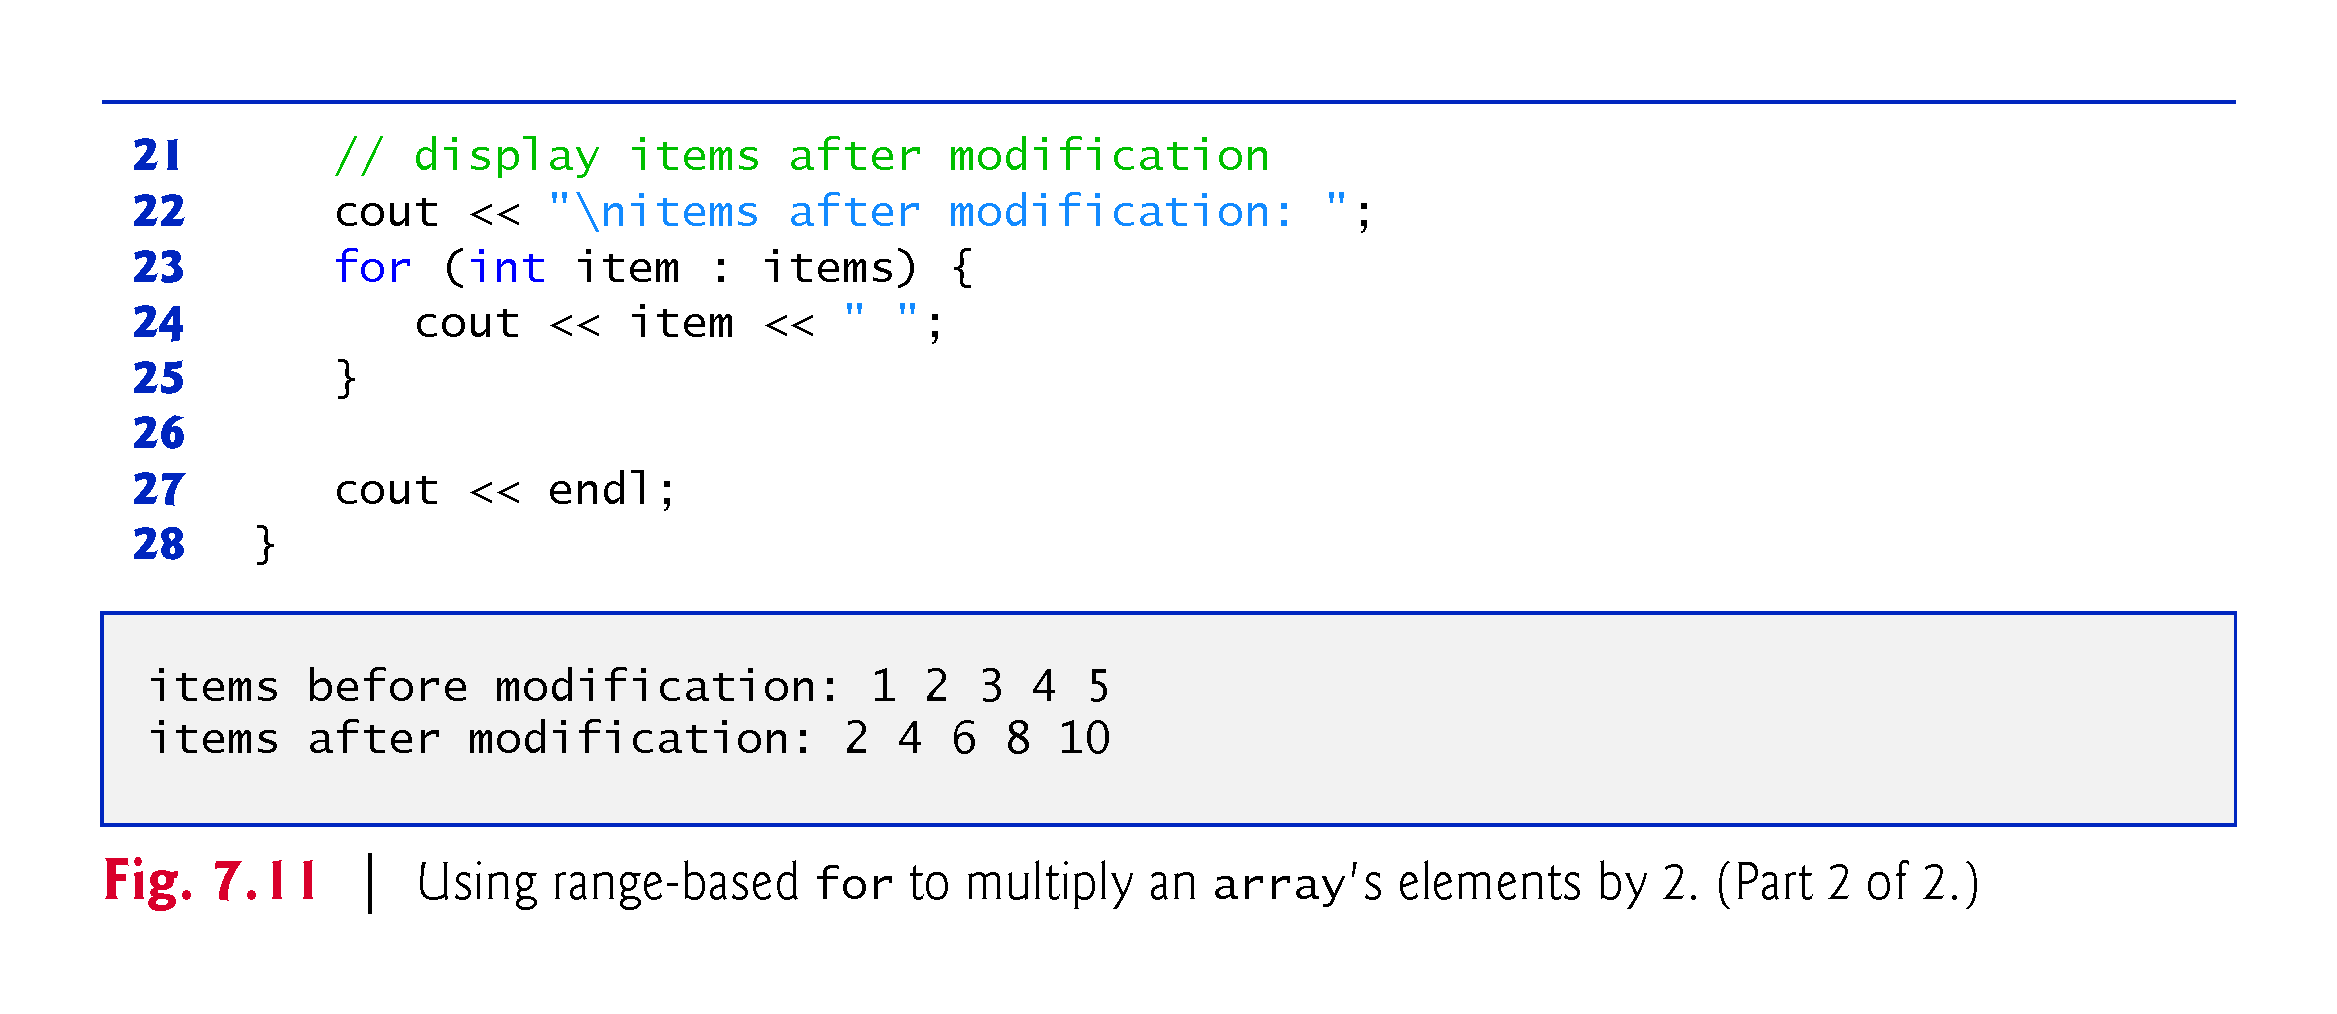 21 // display items after modification
22 cout << "\nitems after modification: ";
23 for (int item : items) {
24 cout << item << " ";
25 }
26
27 cout << endl;
28 }
items before modification: 1 2 3 4 5
items after modification: 2 4 6 8 10
Fig. 7.11 | Using range-based for to multiply an array's elements by 2. (Part 2 of 2.)